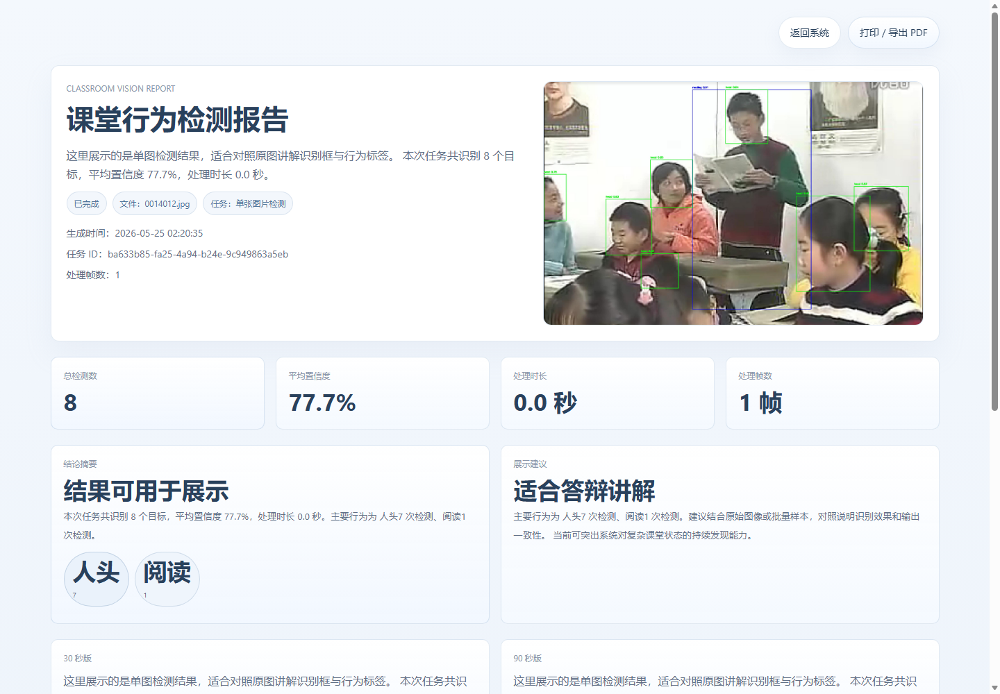 返回系统
打印 / 导出 PDF
CLASSROOM VISION REPORT
课堂行为检测报告
这里展示的是单图检测结果，适合对照原图讲解识别框与行为标签。 本次任务共识别 8 个目
标，平均置信度 77.7%，处理时长 0.0 秒。
已完成
文件：0014012.jpg
任务：单张图片检测
生成时间：2026-05-25 02:20:35
任务 ID：ba633b85-fa25-4a94-b24e-9c949863a5eb
处理帧数：1
总检测数
8
平均置信度
77.7%
处理时长
0.0 秒
处理帧数
1 帧
结论摘要
结果可用于展示
本次任务共识别 8 个目标，平均置信度 77.7%，处理时长 0.0 秒。主要行为为 人头7 次检测、阅读1
次检测。
人头
7
阅读
1
展示建议
适合答辩讲解
主要行为为 人头7 次检测、阅读1 次检测。建议结合原始图像或批量样本，对照说明识别效果和输出
一致性。 当前可突出系统对复杂课堂状态的持续发现能力。
30 秒版
这里展示的是单图检测结果，适合对照原图讲解识别框与行为标签。 本次任务共识
90 秒版
这里展示的是单图检测结果，适合对照原图讲解识别框与行为标签。 本次任务共识